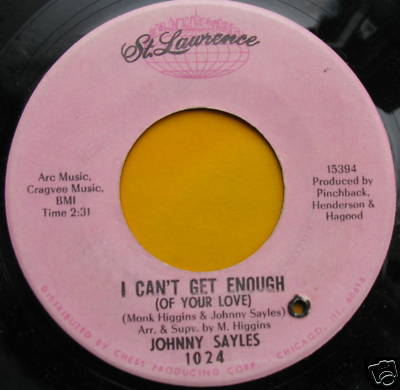 St. Lawrence
Arc Music,
Cragvee Music,
BMI
Time 2:31
15394
Produced by
Pinchback,
Henderson &
Hagood
I CAN'T GET ENOUGH
(OF YOUR LOVE)
(Monk Higgins & Johnny Sayles)
Arr. & Supv. by M. Higgins
JOHNNY SAYLES
1024
DISTRIBUTED BY CHESS PRODUCING CORP., CHICAGO, ILL. 60653
ebY